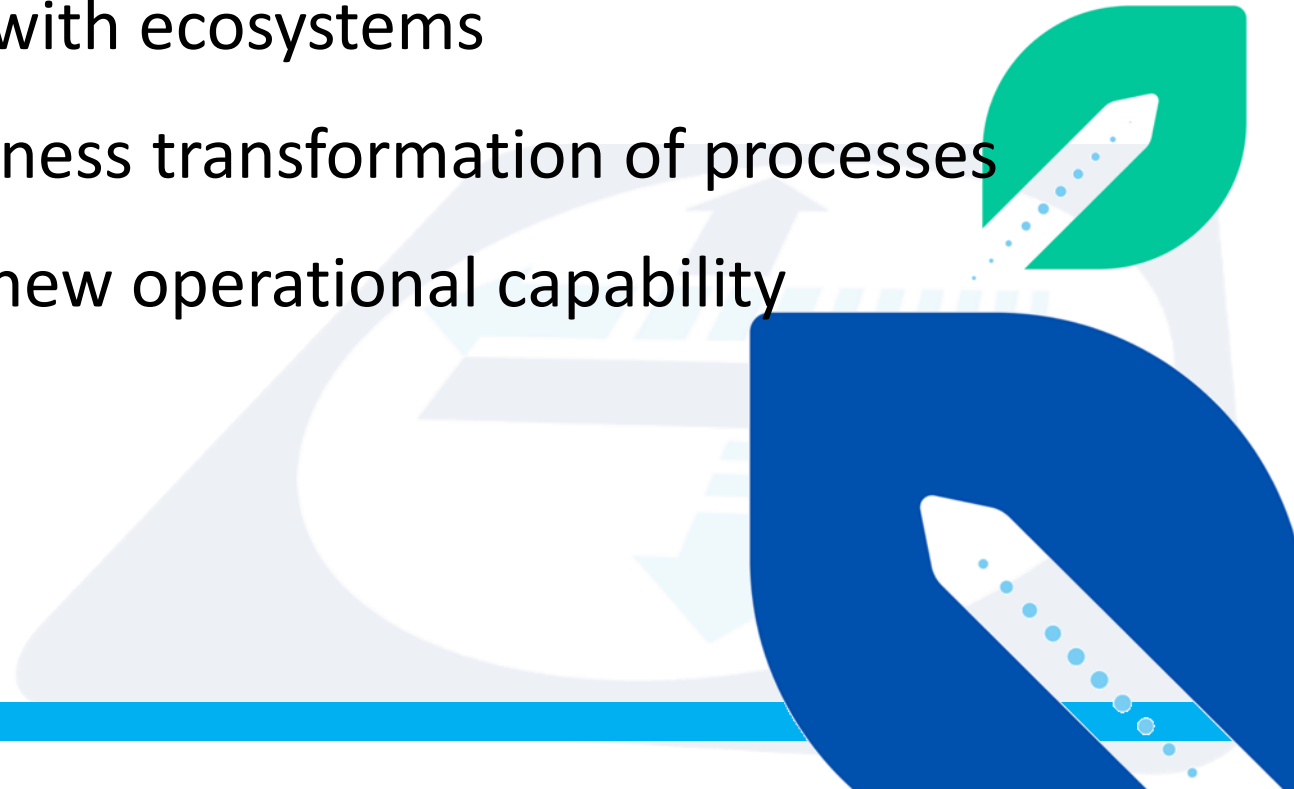 with ecosystems
ness transformation of processes
new operational capability